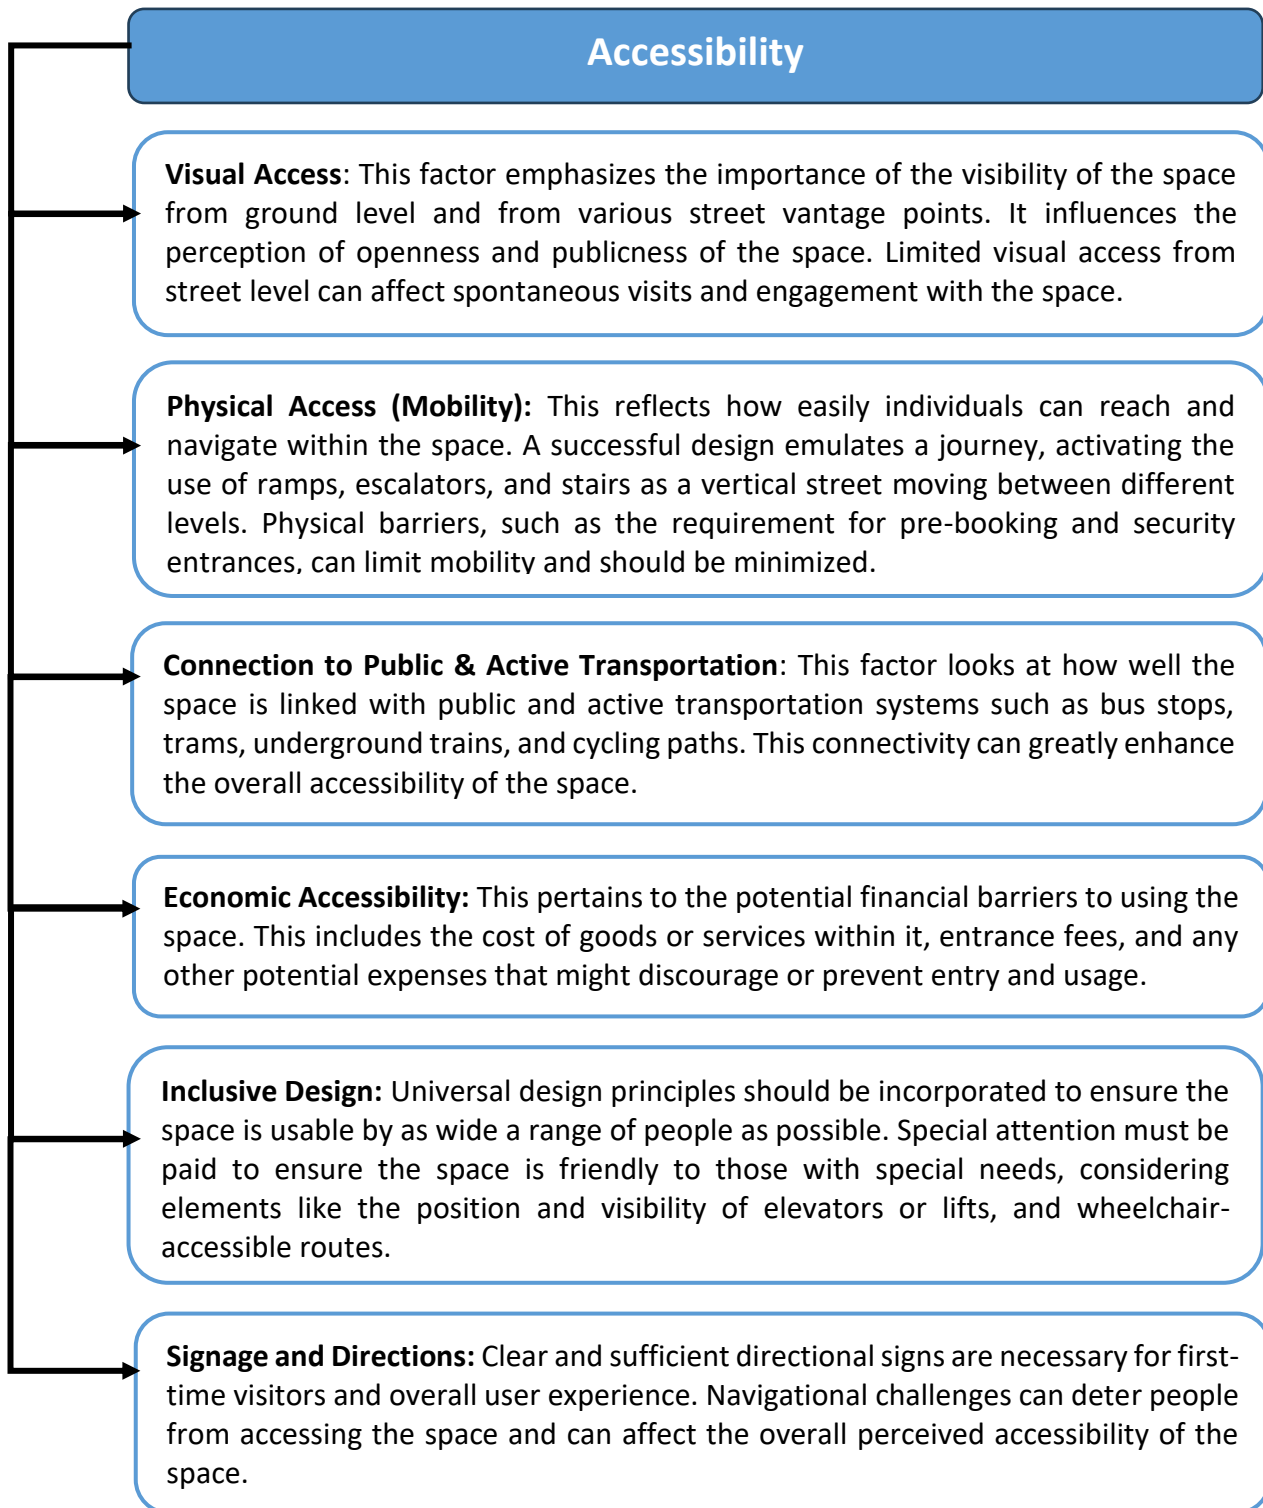 Accessibility
Visual Access: This factor emphasizes the importance of the visibility of the space
from ground level and from various street vantage points. It influences the
perception of openness and publicness of the space. Limited visual access from
street level can affect spontaneous visits and engagement with the space.
Physical Access (Mobility): This reflects how easily individuals can reach and
navigate within the space. A successful design emulates a journey, activating the
use of ramps, escalators, and stairs as a vertical street moving between different
levels. Physical barriers, such as the requirement for pre-booking and security
entrances, can limit mobility and should be minimized.
Connection to Public & Active Transportation: This factor looks at how well the
space is linked with public and active transportation systems such as bus stops,
trams, underground trains, and cycling paths. This connectivity can greatly enhance
the overall accessibility of the space.
Economic Accessibility: This pertains to the potential financial barriers to using the
space. This includes the cost of goods or services within it, entrance fees, and any
other potential expenses that might discourage or prevent entry and usage.
Inclusive Design: Universal design principles should be incorporated to ensure the
space is usable by as wide a range of people as possible. Special attention must be
paid to ensure the space is friendly to those with special needs, considering
elements like the position and visibility of elevators or lifts, and wheelchair-
accessible routes.
Signage and Directions: Clear and sufficient directional signs are necessary for first-
time visitors and overall user experience. Navigational challenges can deter people
from accessing the space and can affect the overall perceived accessibility of the
space.